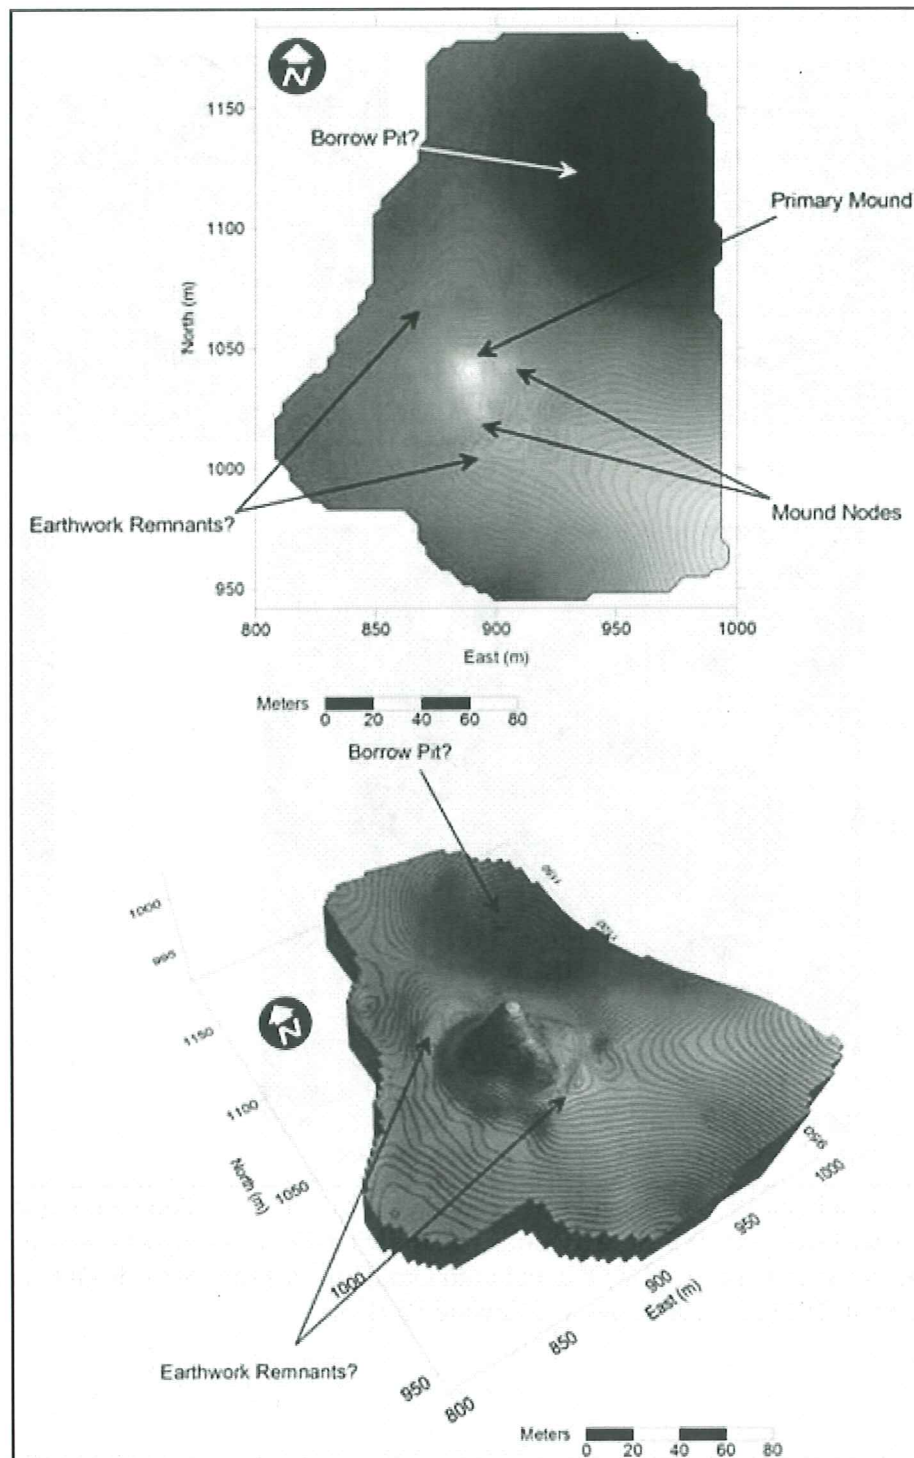 N
1150
Borrow Pit?
Primary Mound
1100
North (m)
1050
1000
Earthwork Remnants?
Mound Nodes
950
800 850 900 950 1000
East (m)
Meters
0 20 40 60 80
Borrow Pit?
1000
995
N
1150
1100
North (m)
1050
1000
950
1000
950
900
East (m)
850
Earthwork Remnants?
950
800
Meters
0 20 40 60 80